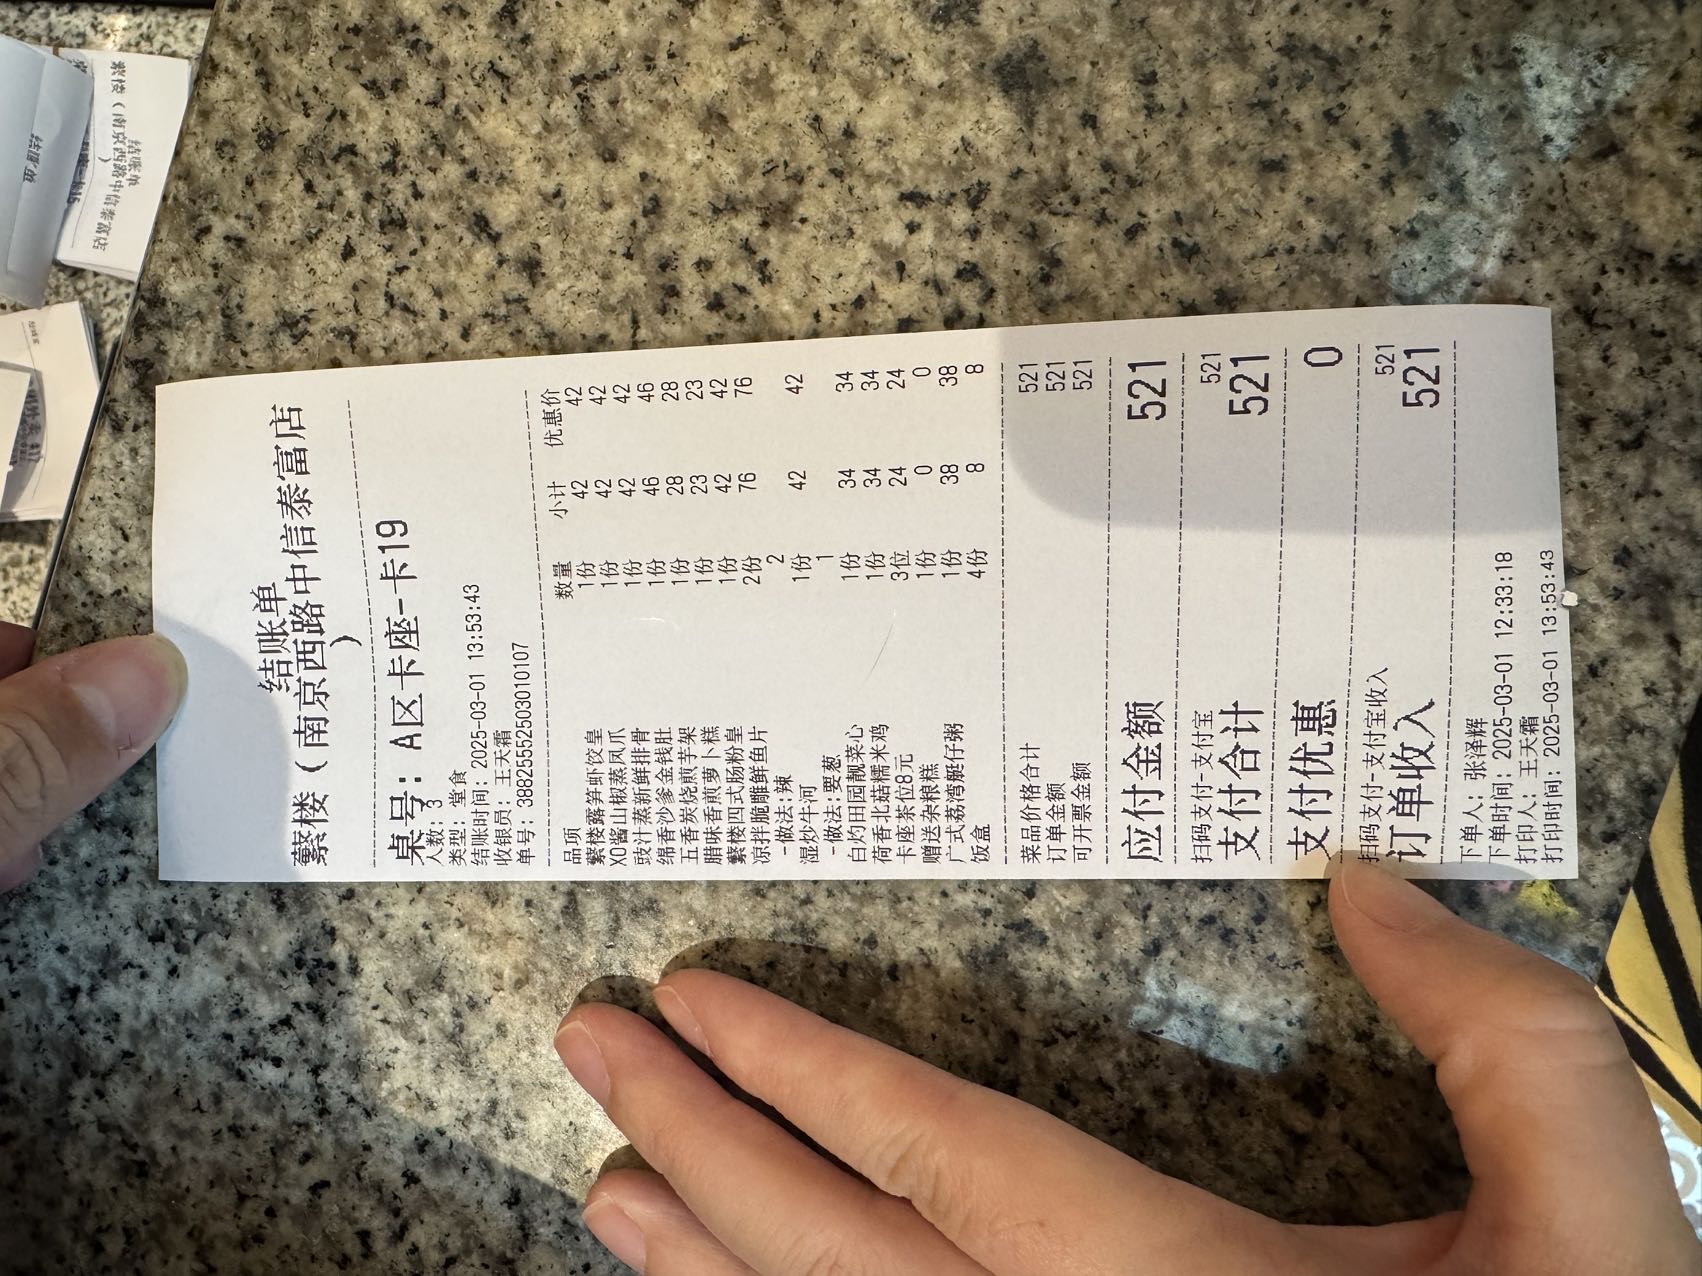 结账单
繁楼（南京西路中信泰富店
）
桌号：A区卡座-卡19
人数：3
类型：堂食
结账时间：2025-03-01 13:53:43
收银员：王天霜
单号：3882555250301​0107
品项 数量 小计 优惠价
繁楼露笋虾饺皇 1份 42 42
XO酱山椒蒸凤爪 1份 42 42
豉汁蒸新鲜排骨 1份 42 42
绵香沙爹金钱肚 1份 46 46
五香炭烧煎芋架 1份 28 28
腊味香煎萝卜糕 1份 23 23
繁楼四式肠粉皇 1份 42 42
凉拌脆雕鲜鱼片 2份 76 76
-做法:辣 2
湿炒牛河 1份 42 42
-做法:要葱 1
白灼田园靓菜心 1份 34 34
荷香北菇糯米鸡 1份 34 34
卡座茶位8元 3位 24 24
赠送杂粮糕 1份 0 0
广式荔湾艇仔粥 1份 38 38
饭盒 4份 8 8
菜品价格合计 521
订单金额 521
可开票金额 521
应付金额 521
扫码支付-支付宝 521
支付合计 521
支付优惠 0
扫码支付-支付宝收入 521
订单收入 521
下单人：张泽辉
下单时间：2025-03-01 12:33:18
打印人：王天霜
打印时间：2025-03-01 13:53:43